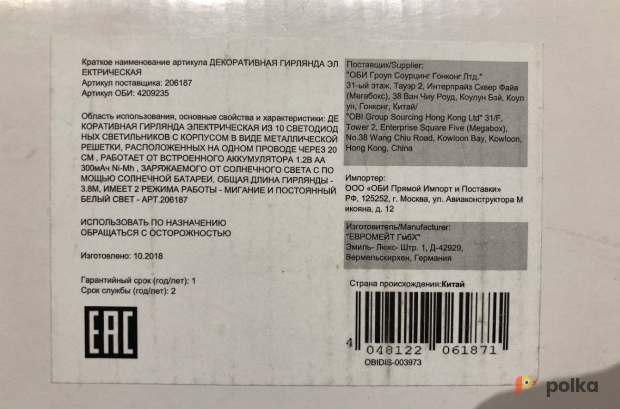 Краткое наименование артикула ДЕКОРАТИВНАЯ ГИРЛЯНДА ЭЛ
ЕКТРИЧЕСКАЯ
Артикул поставщика: 206187
Артикул ОБИ: 4209235
Область использования, основные свойства и характеристики: ДЕ
КОРАТИВНАЯ ГИРЛЯНДА ЭЛЕКТРИЧЕСКАЯ ИЗ 10 СВЕТОДИОД
НЫХ СВЕТИЛЬНИКОВ С КОРПУСОМ В ВИДЕ МЕТАЛЛИЧЕСКОЙ
РЕШЕТКИ, РАСПОЛОЖЕННЫХ НА ОДНОМ ПРОВОДЕ ЧЕРЕЗ 20
СМ , РАБОТАЕТ ОТ ВСТРОЕННОГО АККУМУЛЯТОРА 1.2В АА
300мАч Ni-Mh , ЗАРЯЖАЕМОГО ОТ СОЛНЕЧНОГО СВЕТА С ПО
МОЩЬЮ СОЛНЕЧНОЙ БАТАРЕИ, ОБЩАЯ ДЛИНА ГИРЛЯНДЫ -
3.8М, ИМЕЕТ 2 РЕЖИМА РАБОТЫ - МИГАНИЕ И ПОСТОЯННЫЙ
БЕЛЫЙ СВЕТ - АРТ.206187
ИСПОЛЬЗОВАТЬ ПО НАЗНАЧЕНИЮ
ОБРАЩАТЬСЯ С ОСТОРОЖНОСТЬЮ
Изготовлено: 10.2018
Гарантийный срок (год/лет): 1
Срок службы (год/лет): 2
EAC
Поставщик/Supplier:
"ОБИ Гроуп Соурцинг Гонконг Лтд."
31-ый этаж, Тауэр 2, Интерпрайз Сквер Файв
(Мегабокс), 38 Ван Чиу Роуд, Коулун Бэй, Коул
ун, Гонконг, Китай/
"OBI Group Sourcing Hong Kong Ltd" 31/F,
Tower 2, Enterprise Square Five (Megabox),
No.38 Wang Chiu Road, Kowloon Bay, Kowloon,
Hong Kong, China
Импортер:
ООО «ОБИ Прямой Импорт и Поставки»
РФ, 125252, г. Москва, ул. Авиаконструктора М
икояна, д. 12
Изготовитель/Manufacturer:
"ЕВРОМЕЙТ ГмбХ"
Эмиль- Люкс- Штр. 1, Д-42929,
Вермельскирхен, Германия
Страна происхождения:Китай
4 048122 061871
OBIDIS-003973
polka